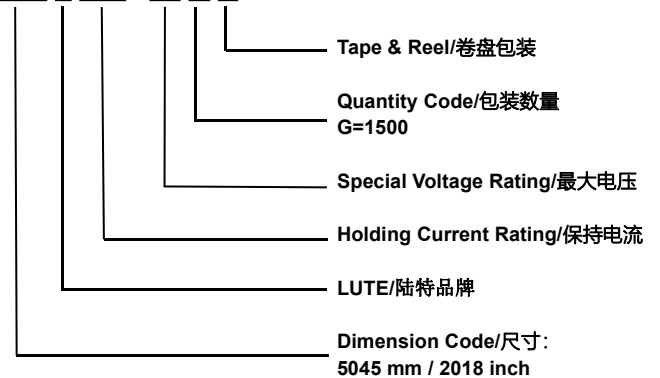 Tape & Reel/卷盘包装
Quantity Code/包装数量
G=1500
Special Voltage Rating/最大电压
Holding Current Rating/保持电流
LUTE/陆特品牌
Dimension Code/尺寸:
5045 mm / 2018 inch